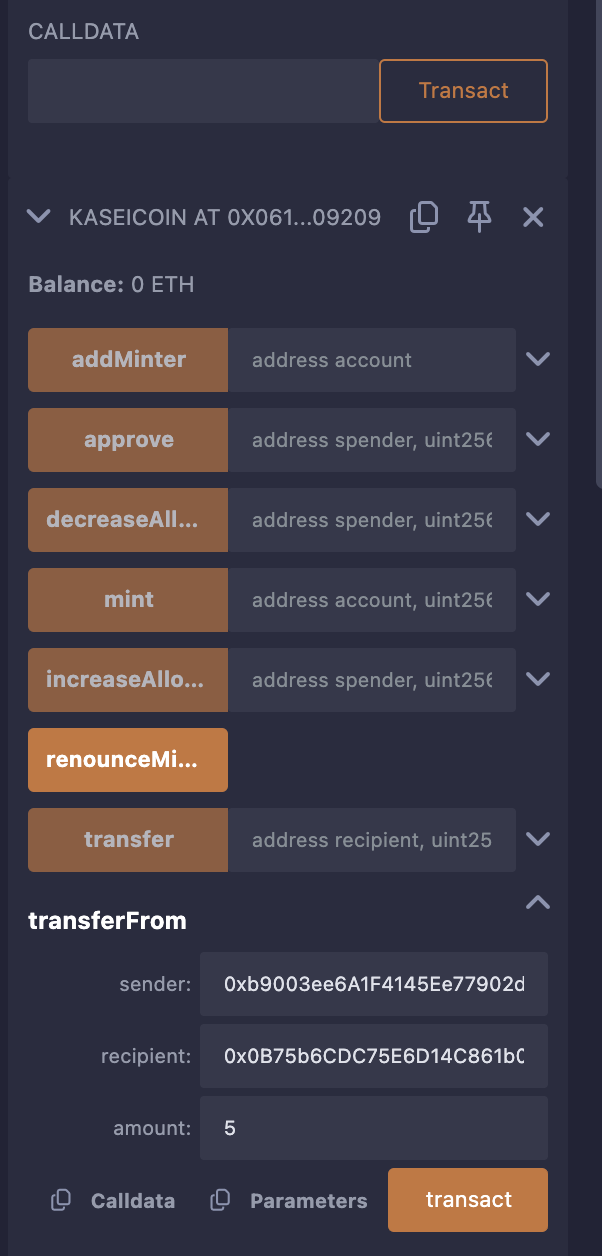 CALLDATA
Transact
KASEICOIN AT 0X061...09209
Balance: 0 ETH
addMinter address account
approve address spender, uint256
decreaseAll... address spender, uint256
mint address account, uint256
increaseAllo... address spender, uint256
renounceMi...
transfer address recipient, uint25
transferFrom
sender: 0xb9003ee6A1F4145Ee77902d
recipient: 0x0B75b6CDC75E6D14C861b0
amount: 5
Calldata Parameters transact